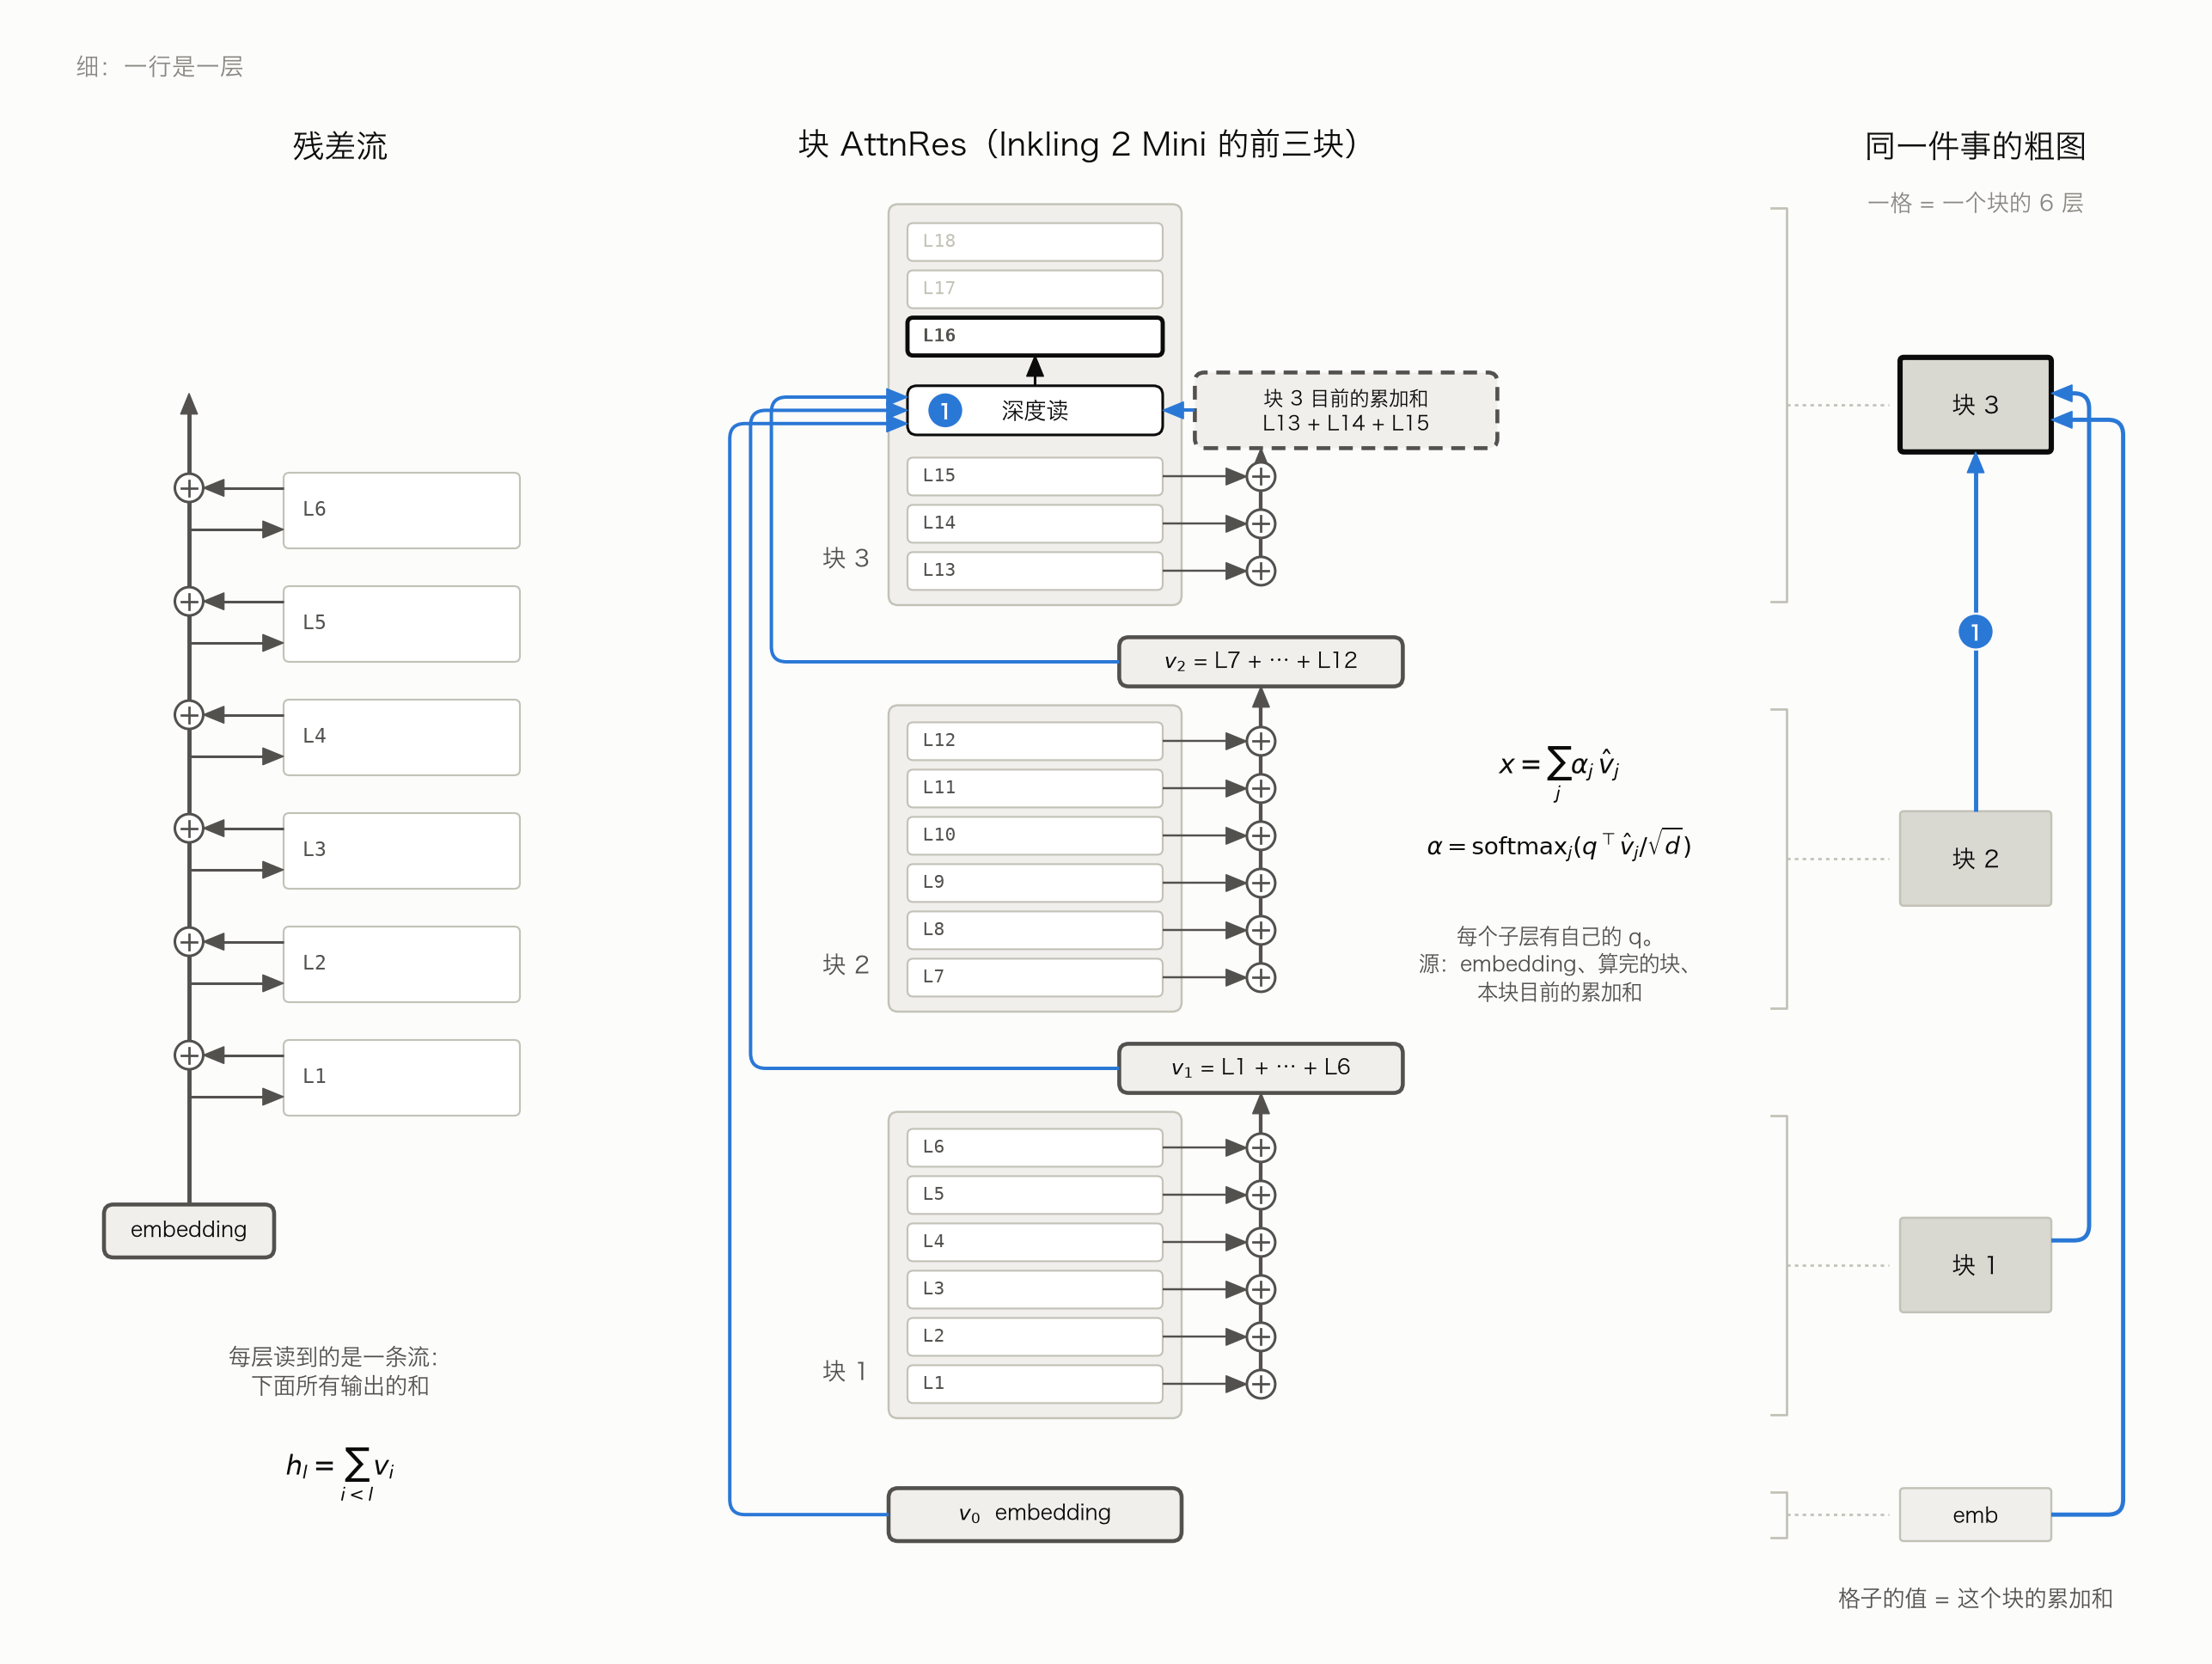 细：一行是一层
残差流
L6
L5
L4
L3
L2
L1
embedding
每层读到的是一条流：
下面所有输出的和
h_l = ∑_{i < l} v_i
块 AttnRes（Inkling 2 Mini 的前三块）
L18
L17
L16
1 深度读
块 3 目前的累加和
L13 + L14 + L15
L15
L14
L13
块 3
v₂ = L7 + ⋯ + L12
L12
L11
L10
L9
L8
L7
块 2
x = ∑_j α_j v̂_j
α = softmax_j(q^⊤ v̂_j/√d)
每个子层有自己的 q。
源：embedding、算完的块、
本块目前的累加和
v₁ = L1 + ⋯ + L6
L6
L5
L4
L3
L2
L1
块 1
v₀ embedding
同一件事的粗图
一格 = 一个块的 6 层
块 3
1
块 2
块 1
emb
格子的值 = 这个块的累加和